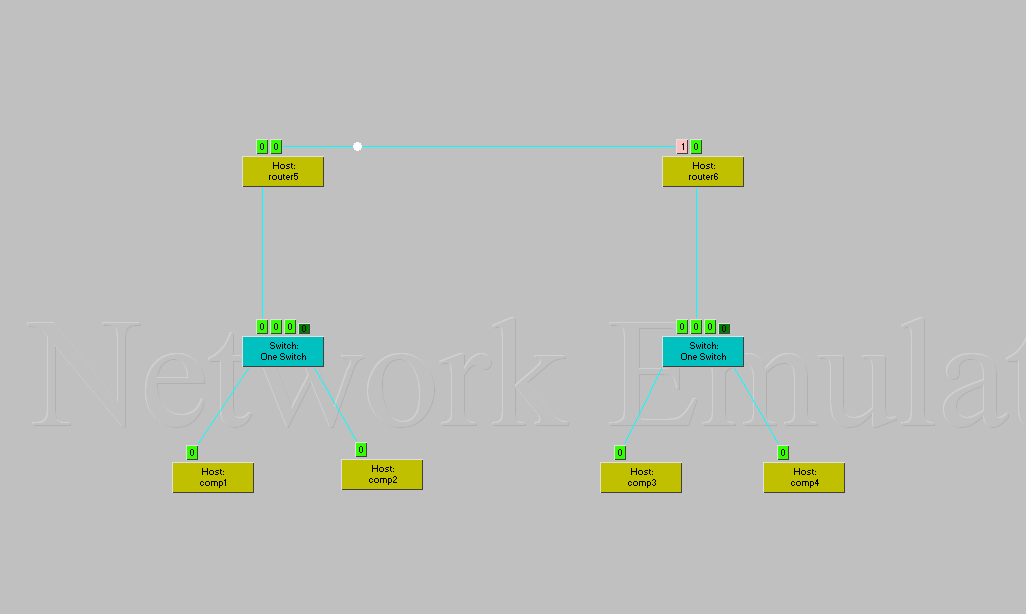 0 0
1 0
Host:
router5
Host:
router6
0 0 0 0
0 0 0 0
Switch:
One Switch
Switch:
One Switch
Network Emulat
0
0
0
0
Host:
comp1
Host:
comp2
Host:
comp3
Host:
comp4